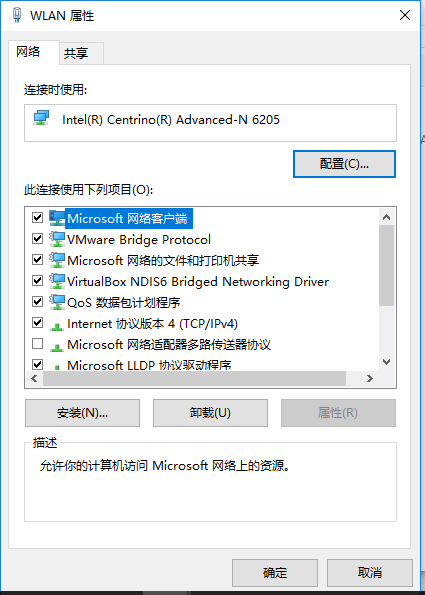 WLAN 属性
网络
共享
连接时使用:
Intel(R) Centrino(R) Advanced-N 6205
配置(C)...
此连接使用下列项目(O):
Microsoft 网络客户端
VMware Bridge Protocol
Microsoft 网络的文件和打印机共享
VirtualBox NDIS6 Bridged Networking Driver
QoS 数据包计划程序
Internet 协议版本 4 (TCP/IPv4)
Microsoft 网络适配器多路传送器协议
Microsoft LLDP 协议驱动程序
安装(N)...
卸载(U)
属性(R)
描述
允许你的计算机访问 Microsoft 网络上的资源。
确定
取消